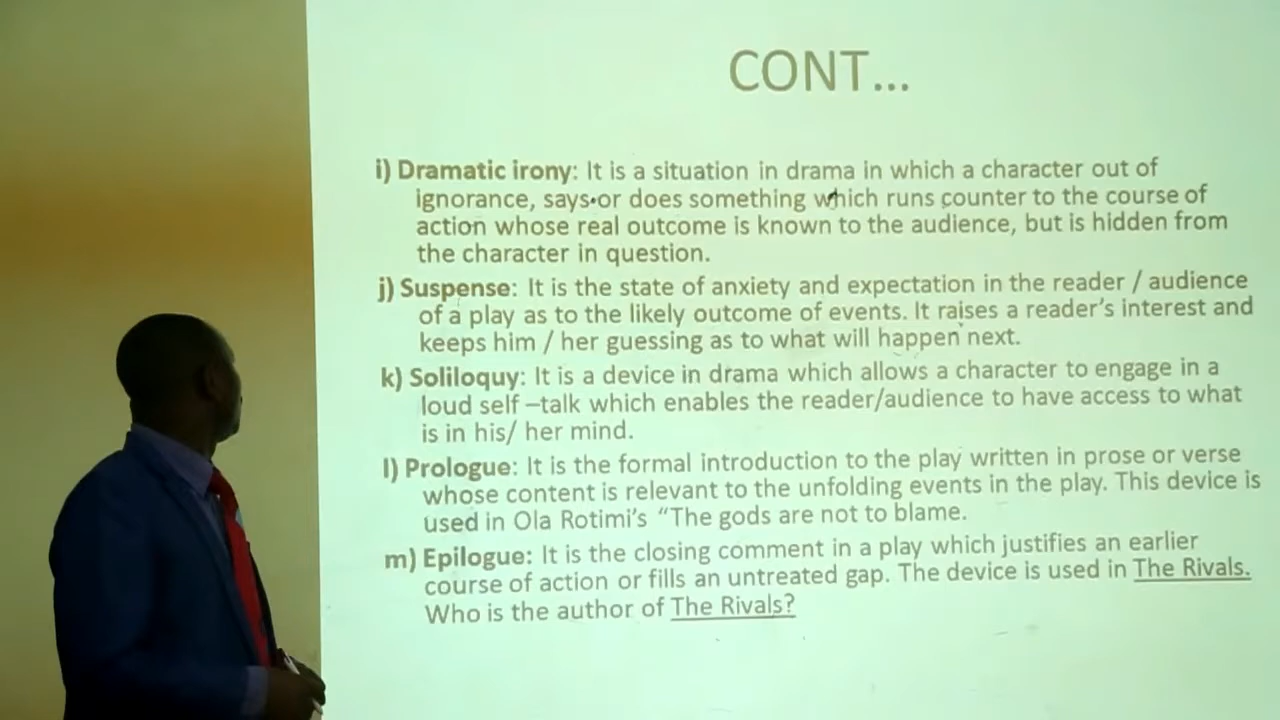 CONT...
i) Dramatic irony: It is a situation in drama in which a character out of
ignorance, says or does something which runs counter to the course of
action whose real outcome is known to the audience, but is hidden from
the character in question.
j) Suspense: It is the state of anxiety and expectation in the reader / audience
of a play as to the likely outcome of events. It raises a reader's interest and
keeps him / her guessing as to what will happen next.
k) Soliloquy: It is a device in drama which allows a character to engage in a
loud self –talk which enables the reader/audience to have access to what
is in his/ her mind.
l) Prologue: It is the formal introduction to the play written in prose or verse
whose content is relevant to the unfolding events in the play. This device is
used in Ola Rotimi's “The gods are not to blame.
m) Epilogue: It is the closing comment in a play which justifies an earlier
course of action or fills an untreated gap. The device is used in The Rivals.
Who is the author of The Rivals?